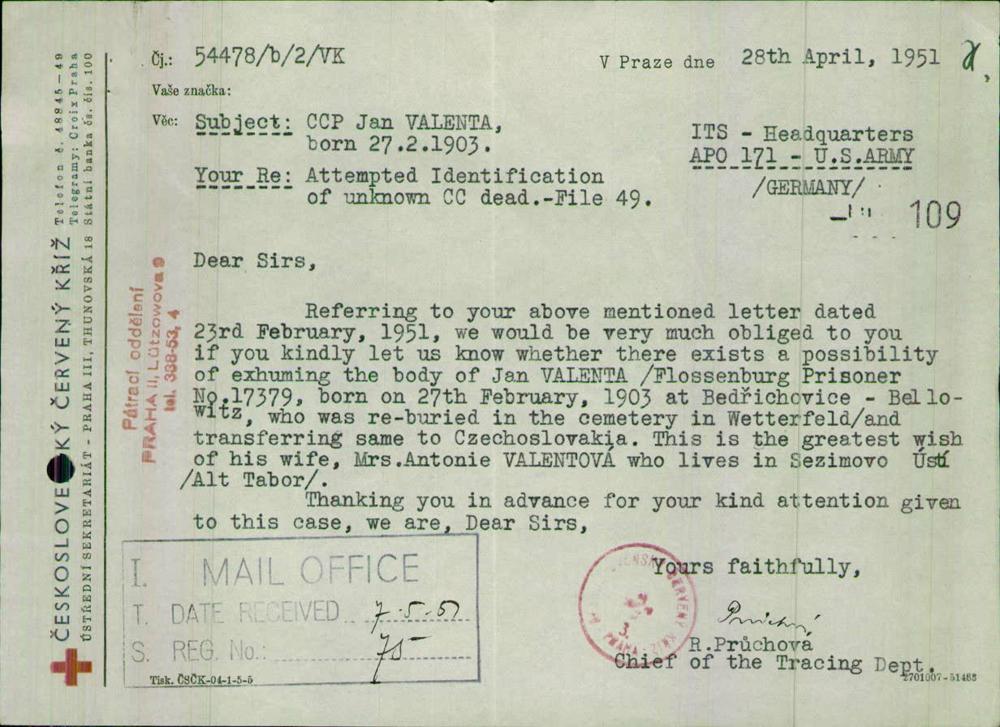 Čj.: 54478/b/2/VK
V Praze dne 28th April, 1951
Vaše značka:
Věc: Subject: CCP Jan VALENTA,
born 27.2.1903.
ITS - Headquarters
APO 171 - U.S.ARMY
/GERMANY/
Your Re: Attempted Identification
of unknown CC dead.-File 49.
109
Dear Sirs,
Referring to your above mentioned letter dated
23rd February, 1951, we would be very much obliged to you
if you kindly let us know whether there exists a possibility
of exhuming the body of Jan VALENTA /Flossenburg Prisoner
No.17379, born on 27th February, 1903 at Bedřichovice - Bello-
witz, who was re-buried in the cemetery in Wetterfeld/and
transferring same to Czechoslovakia. This is the greatest wish
of his wife, Mrs.Antonie VALENTOVÁ who lives in Sezimovo Ústí
/Alt Tabor/.
Thanking you in advance for your kind attention given
to this case, we are, Dear Sirs,
Yours faithfully,
R.Průchová
Chief of the Tracing Dept.
I. MAIL OFFICE
T. DATE RECEIVED 7.5.51
S. REG. No.: 75
Tisk. ČSČK-04-1-5-5
2701007-51488
ČESKOSLOVE KÝ ČERVENÝ KŘÍŽ
Telefon č. 48845-49
Telegramy: Croix Praha
ÚSTŘEDNÍ SEKRETARIÁT - PRAHA III, THUNOVSKÁ 18 Státní banka čs. čís. 100
Pátrací oddělení
PRAHA II, Lützowova 9
tel. 388-53, 4